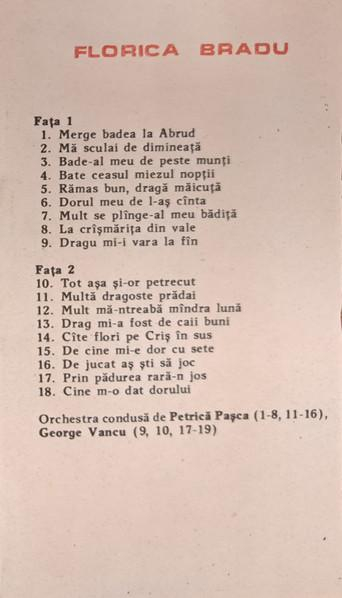 FLORICA BRADU
Fața 1
1. Merge badea la Abrud
2. Mă sculai de dimineață
3. Bade-al meu de peste munți
4. Bate ceasul miezul nopții
5. Rămas bun, dragă măicuță
6. Dorul meu de l-aș cînta
7. Mult se plînge-al meu bădiță
8. La crîșmărița din vale
9. Dragu mi-i vara la fîn
Fața 2
10. Tot așa și-or petrecut
11. Multă dragoste prădai
12. Mult mă-ntreabă mîndra lună
13. Drag mi-a fost de caii buni
14. Cîte flori pe Criș în sus
15. De cine mi-e dor cu sete
16. De jucat aș ști să joc
17. Prin pădurea rară-n jos
18. Cine m-o dat dorului
Orchestra condusă de Petrică Pașca (1-8, 11-16),
George Vancu (9, 10, 17-19)